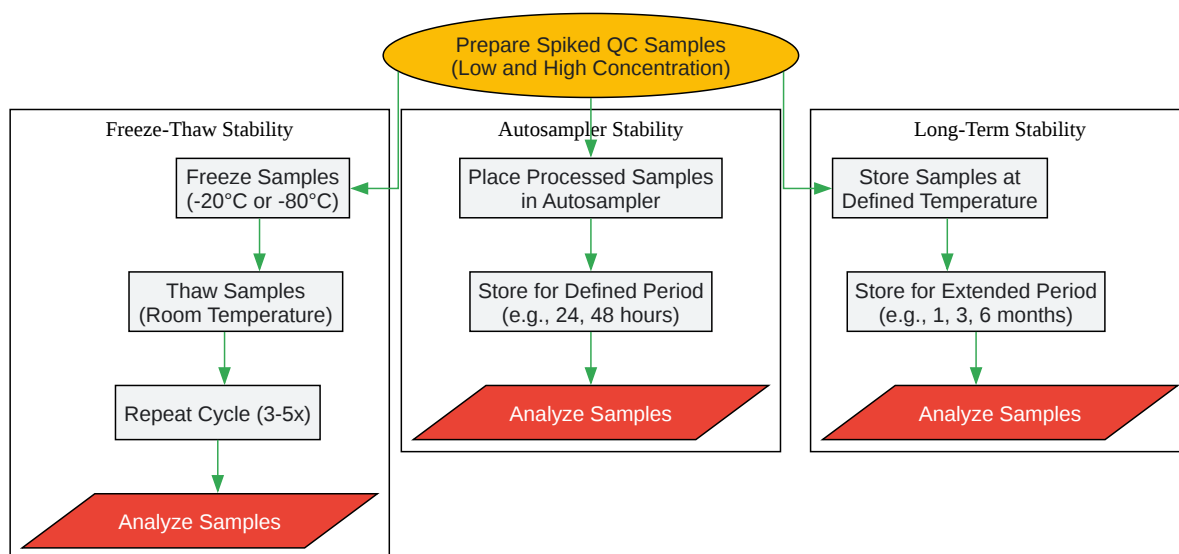 Prepare Spiked QC Samples
(Low and High Concentration)
Freeze-Thaw Stability
Freeze Samples
(-20°C or -80°C)
Thaw Samples
(Room Temperature)
Repeat Cycle (3-5x)
Analyze Samples
Autosampler Stability
Place Processed Samples
in Autosampler
Store for Defined Period
(e.g., 24, 48 hours)
Analyze Samples
Long-Term Stability
Store Samples at
Defined Temperature
Store for Extended Period
(e.g., 1, 3, 6 months)
Analyze Samples